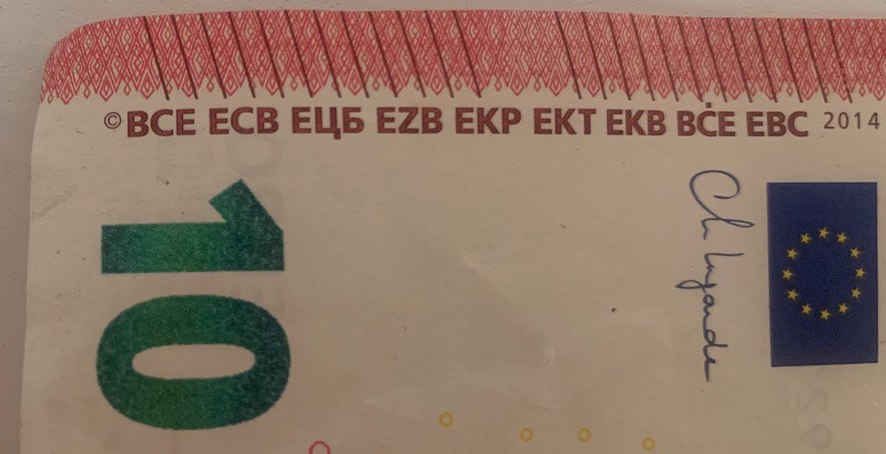 ©BCE ECB ЕЦБ EZB EKP EKT EKB BĊE EBC 2014
10